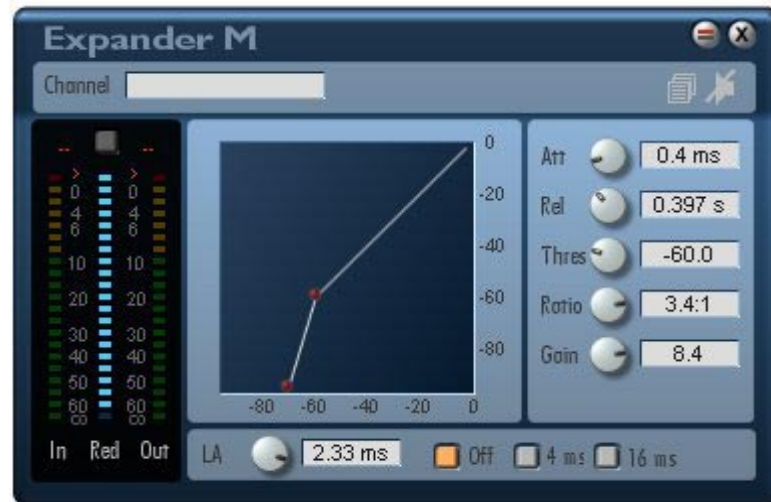 Expander M
X
Channel
-- --
> >
0 0
4 4
6 6
10 10
20 20
30 30
40 40
50 50
60 60
∞ ∞
In Red Out
0
-20
-40
-60
-80
-80 -60 -40 -20 0
Att 0.4 ms
Rel 0.397 s
Thres -60.0
Ratio 3.4:1
Gain 8.4
LA 2.33 ms Off 4 ms 16 ms